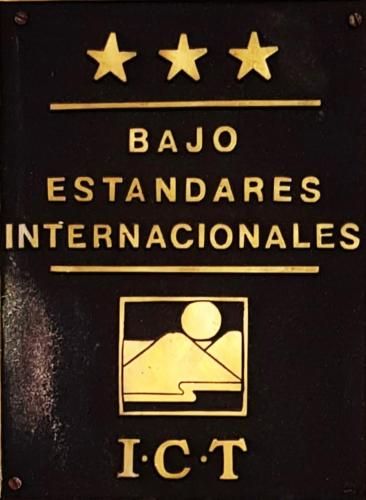 BAJO
ESTANDARES
INTERNACIONALES
I·C·T